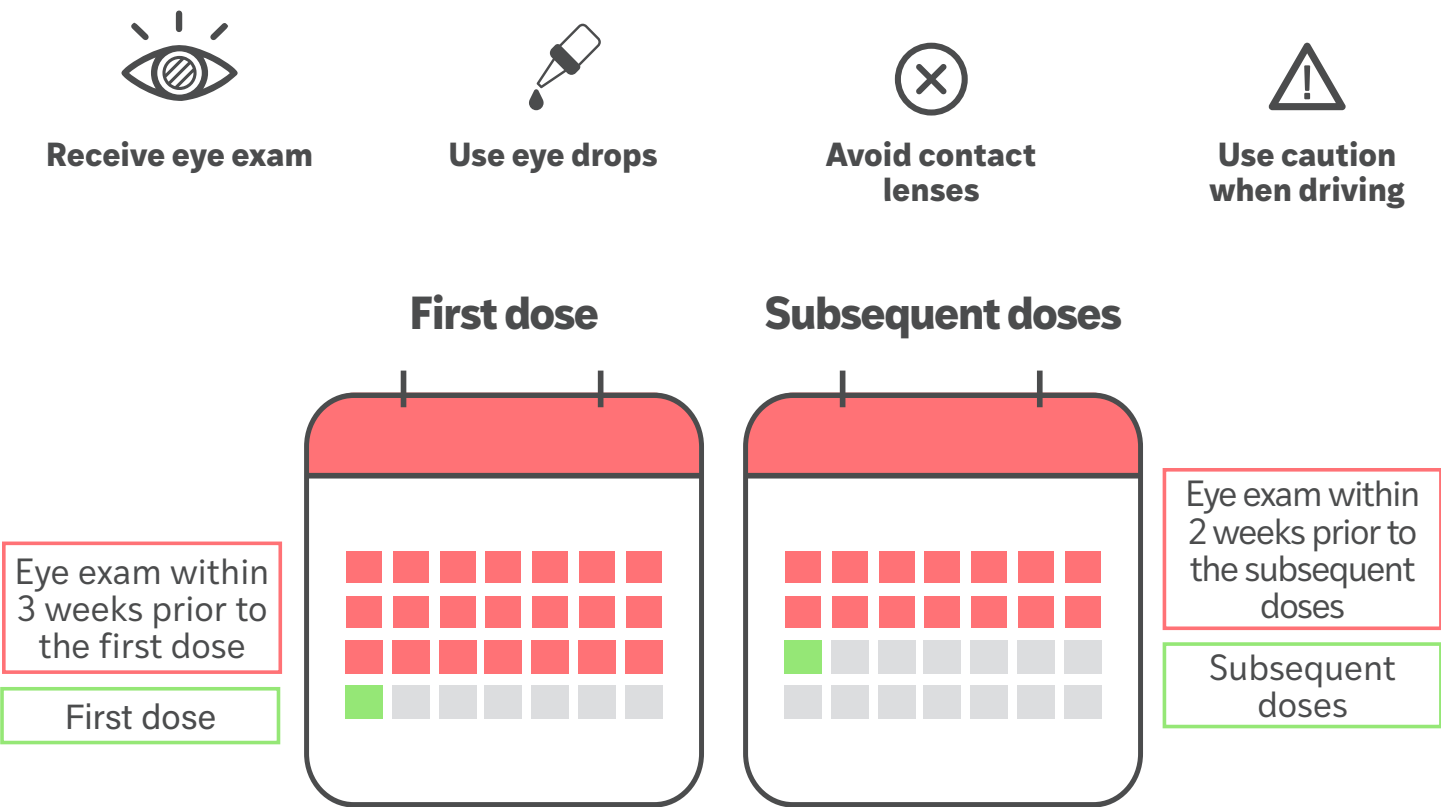 Receive eye exam
Use eye drops
Avoid contact
lenses
Use caution
when driving
First dose
Eye exam within
3 weeks prior to
the first dose
First dose
Subsequent doses
Eye exam within
2 weeks prior to
the subsequent
doses
Subsequent
doses